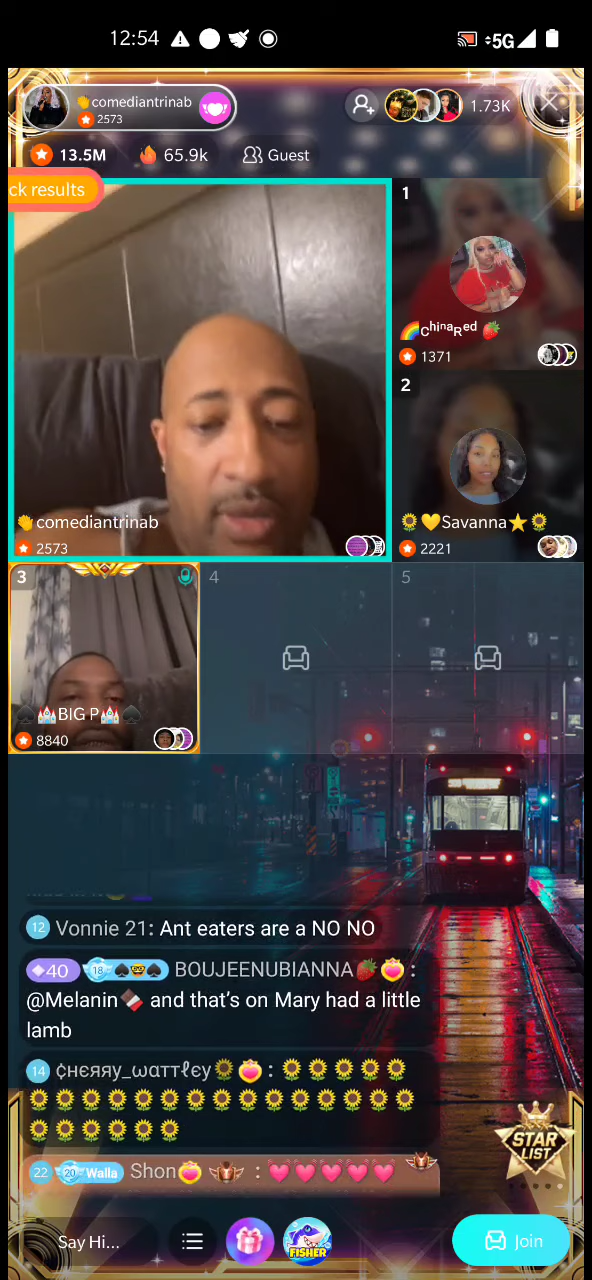 12:54
5G
👋comediantrinab
2573
1.73K
13.5M
65.9k
Guest
ck results
1
🌈cʰⁱⁿᵃʀᵉᵈ 🍓
1371
2
🌻💛Savanna⭐🌻
2221
👋comediantrinab
2573
3
4
5
♠️🏰BIG P🏰♠️
8840
12 Vonnie 21: Ant eaters are a NO NO
40 18 ♠️🤓♠️ BOUJEENUBIANNA🍓 :
@Melanin🍫 and that’s on Mary had a little
lamb
14 ¢нєяяу_ωαттℓєу🌻 : 🌻🌻🌻🌻🌻
🌻🌻🌻🌻🌻🌻🌻🌻🌻🌻🌻🌻🌻🌻
🌻🌻🌻🌻🌻🌻
22 20 Walla Shon : 💓💓💓💓💓
STAR
LIST
Say Hi...
FISHER
Join